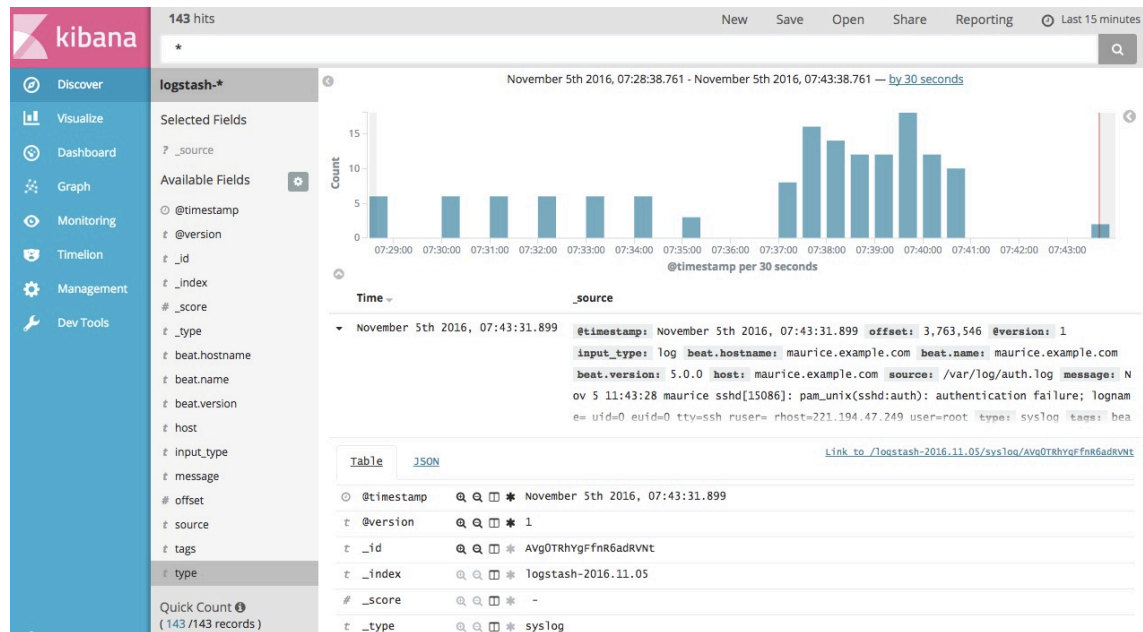 143 hits
New Save Open Share Reporting Last 15 minutes
kibana
*
Discover
Visualize
Dashboard
Graph
Monitoring
Timelion
Management
Dev Tools
logstash-*
Selected Fields
? _source
Available Fields
@timestamp
t @version
t _id
t _index
# _score
t _type
t beat.hostname
t beat.name
t beat.version
t host
t input_type
t message
# offset
t source
t tags
t type
Quick Count
( 143 /143 records )
November 5th 2016, 07:28:38.761 - November 5th 2016, 07:43:38.761 — by 30 seconds
Count
15
10
5
0
07:29:00 07:30:00 07:31:00 07:32:00 07:33:00 07:34:00 07:35:00 07:36:00 07:37:00 07:38:00 07:39:00 07:40:00 07:41:00 07:42:00 07:43:00
@timestamp per 30 seconds
Time _source
November 5th 2016, 07:43:31.899 @timestamp: November 5th 2016, 07:43:31.899 offset: 3,763,546 @version: 1
input_type: log beat.hostname: maurice.example.com beat.name: maurice.example.com
beat.version: 5.0.0 host: maurice.example.com source: /var/log/auth.log message: N
ov 5 11:43:28 maurice sshd[15086]: pam_unix(sshd:auth): authentication failure; lognam
e= uid=0 euid=0 tty=ssh ruser= rhost=221.194.47.249 user=root type: syslog tags: bea
Table JSON
Link to /logstash-2016.11.05/syslog/AVgOTRhYgFfnR6adRVNt
@timestamp November 5th 2016, 07:43:31.899
t @version 1
t _id AVgOTRhYgFfnR6adRVNt
t _index logstash-2016.11.05
# _score -
t _type syslog